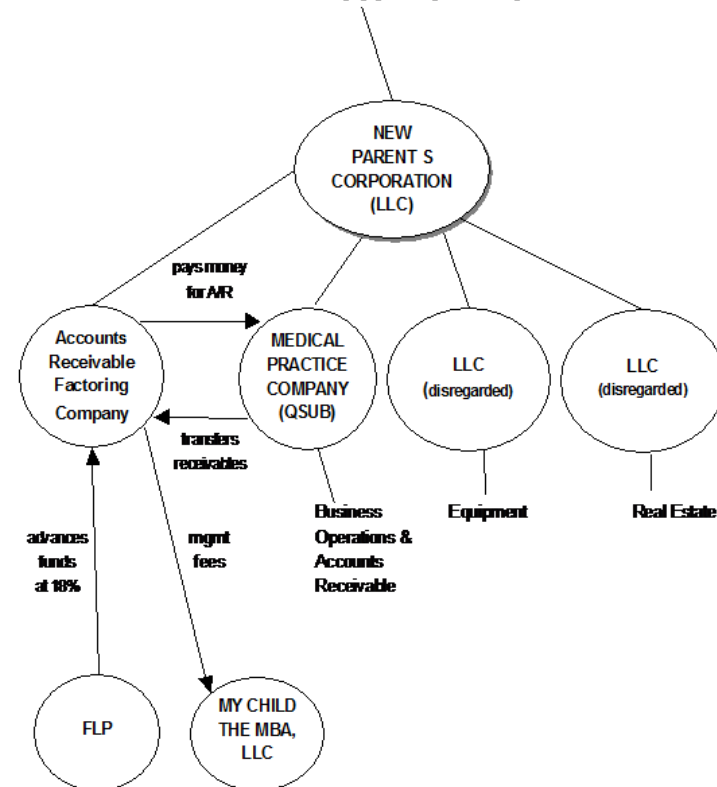 NEW
PARENT S
CORPORATION
(LLC)
pays money
for A/R
Accounts
Receivable
Factoring
Company
MEDICAL
PRACTICE
COMPANY
(QSUB)
LLC
(disregarded)
LLC
(disregarded)
transfers
receivables
Business
Operations &
Accounts
Receivable
Equipment
Real Estate
advances
funds
at 18%
mgmt
fees
FLP
MY CHILD
THE MBA,
LLC